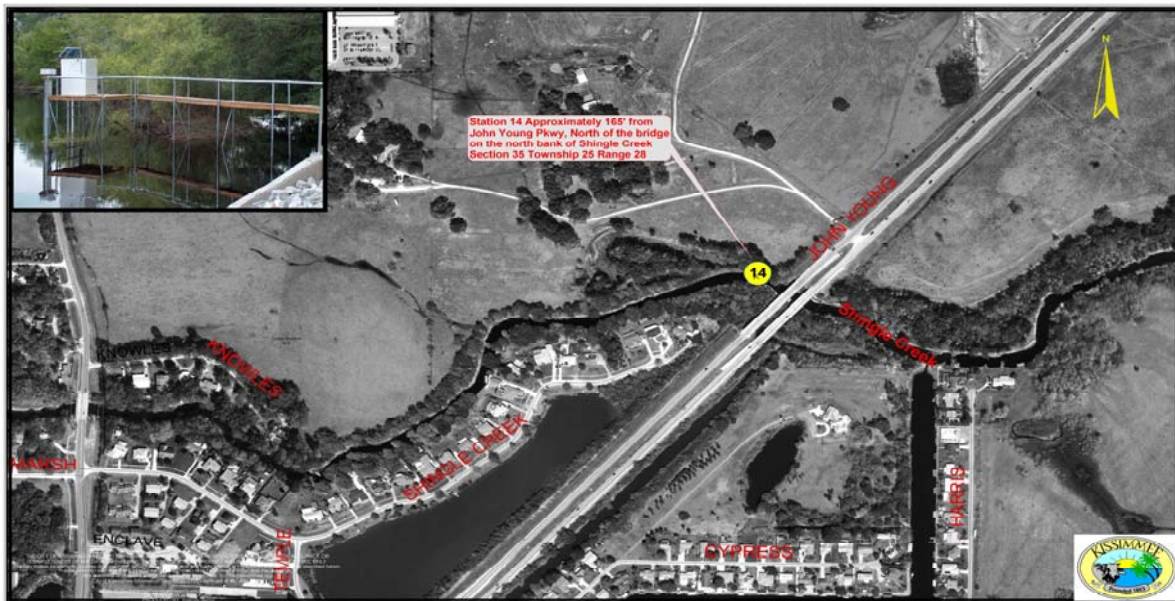 N
Station 14 Approximately 165' from
John Young Pkwy, North of the bridge
on the north bank of Shingle Creek
Section 35 Township 25 Range 28
JOHN YOUNG
14
Shingle Creek
KNOWLES
KNOWLES
SHINGLE CREEK
MARSH
HARRIS
ENCLAVE
CYPRESS
TEMPLE
KISSIMMEE